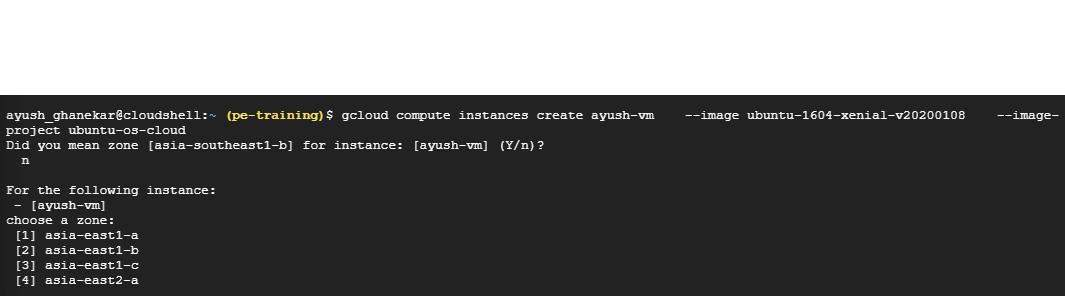 ayush_ghanekar@cloudshell:~ (pe-training)$ gcloud compute instances create ayush-vm    --image ubuntu-1604-xenial-v20200108    --image-
project ubuntu-os-cloud
Did you mean zone [asia-southeast1-b] for instance: [ayush-vm] (Y/n)?
n
For the following instance:
- [ayush-vm]
choose a zone:
[1] asia-east1-a
[2] asia-east1-b
[3] asia-east1-c
[4] asia-east2-a